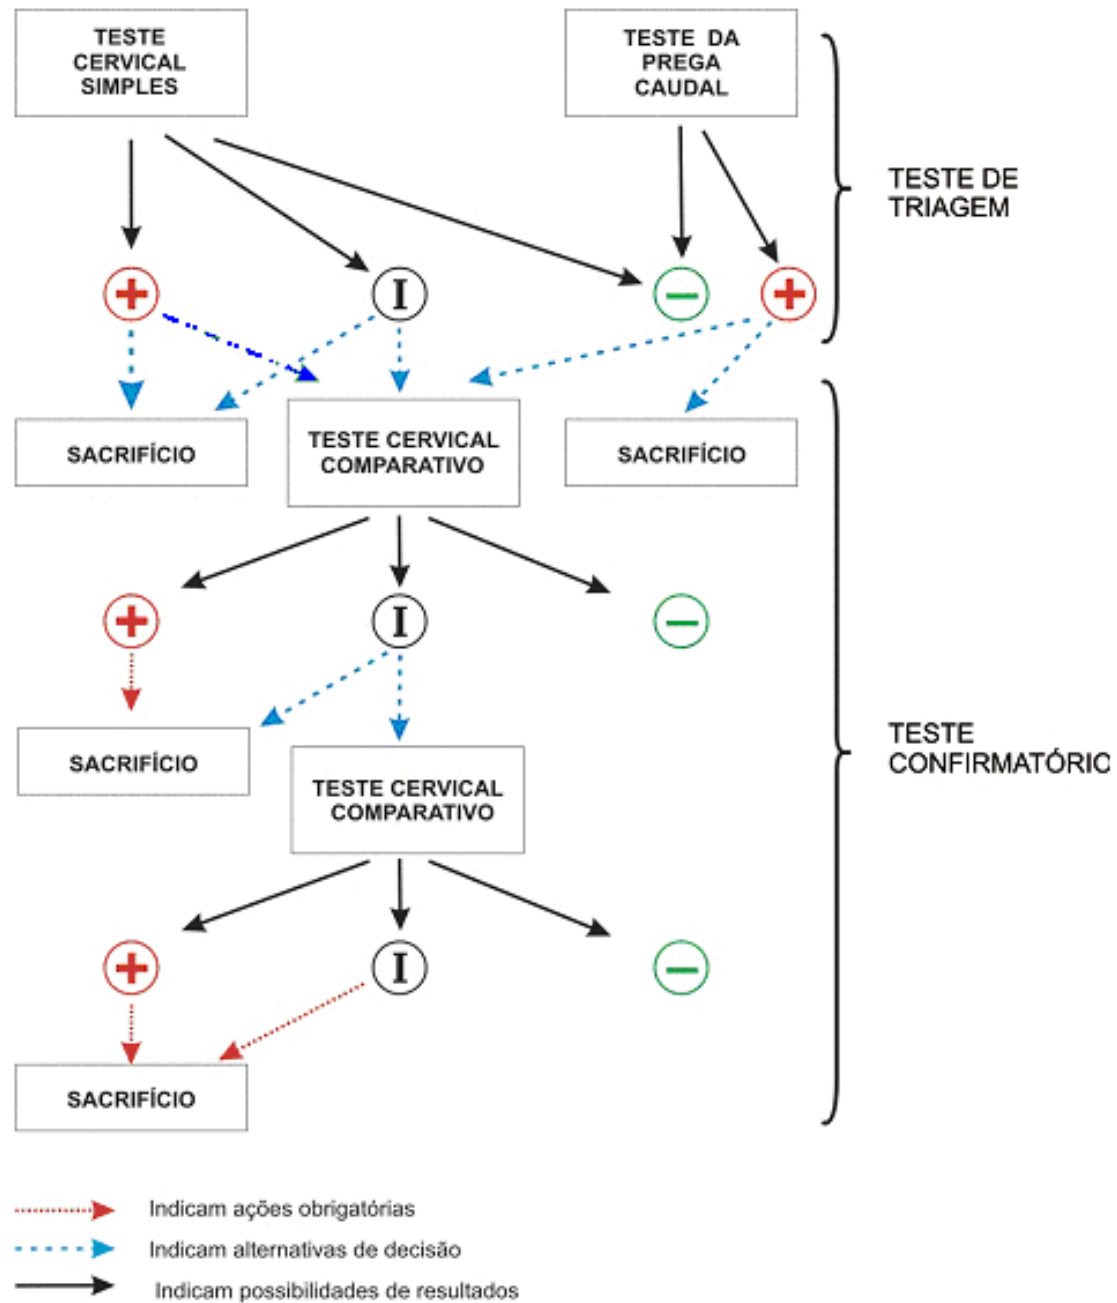 TESTE
CERVICAL
SIMPLES
TESTE DA
PREGA
CAUDAL
TESTE DE
TRIAGEM
+
I
−
+
SACRIFÍCIO
TESTE CERVICAL
COMPARATIVO
SACRIFÍCIO
+
I
−
TESTE
CONFIRMATÓRIO
SACRIFÍCIO
TESTE CERVICAL
COMPARATIVO
+
I
−
SACRIFÍCIO
Indicam ações obrigatórias
Indicam alternativas de decisão
Indicam possibilidades de resultados